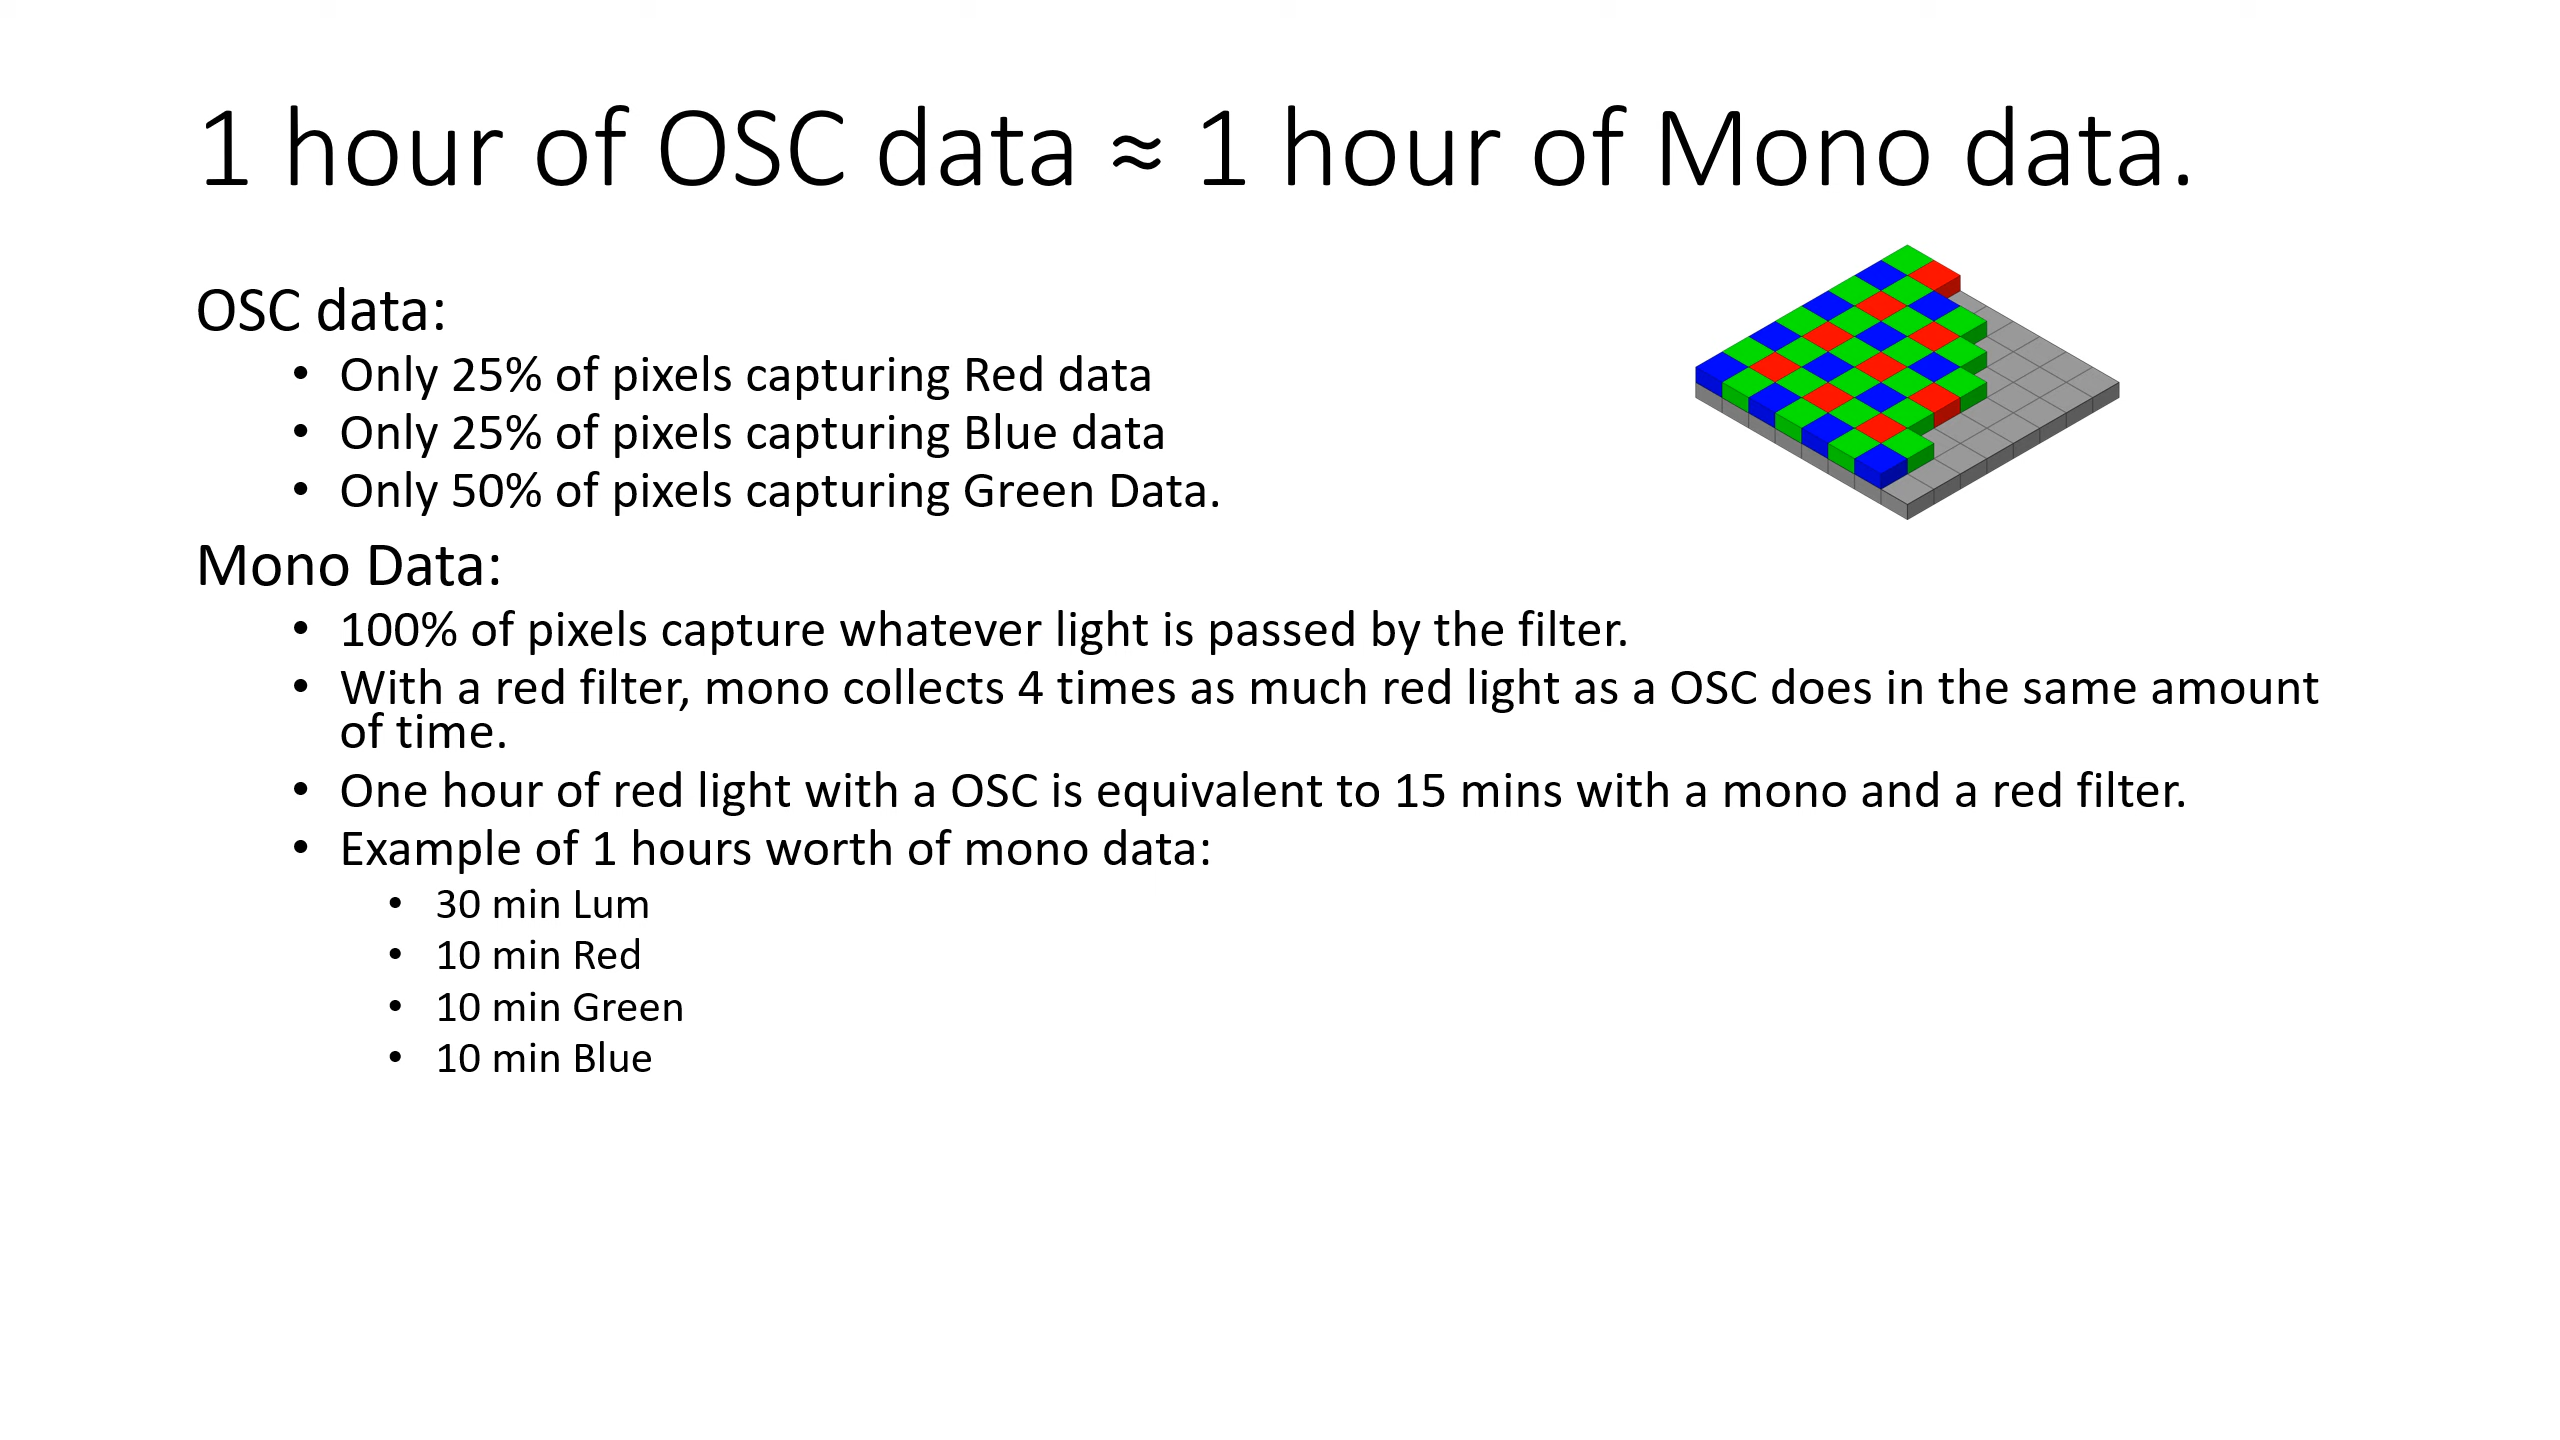 1 hour of OSC data ≈ 1 hour of Mono data.
OSC data:
• Only 25% of pixels capturing Red data
• Only 25% of pixels capturing Blue data
• Only 50% of pixels capturing Green Data.
Mono Data:
• 100% of pixels capture whatever light is passed by the filter.
• With a red filter, mono collects 4 times as much red light as a OSC does in the same amount
of time.
• One hour of red light with a OSC is equivalent to 15 mins with a mono and a red filter.
• Example of 1 hours worth of mono data:
• 30 min Lum
• 10 min Red
• 10 min Green
• 10 min Blue